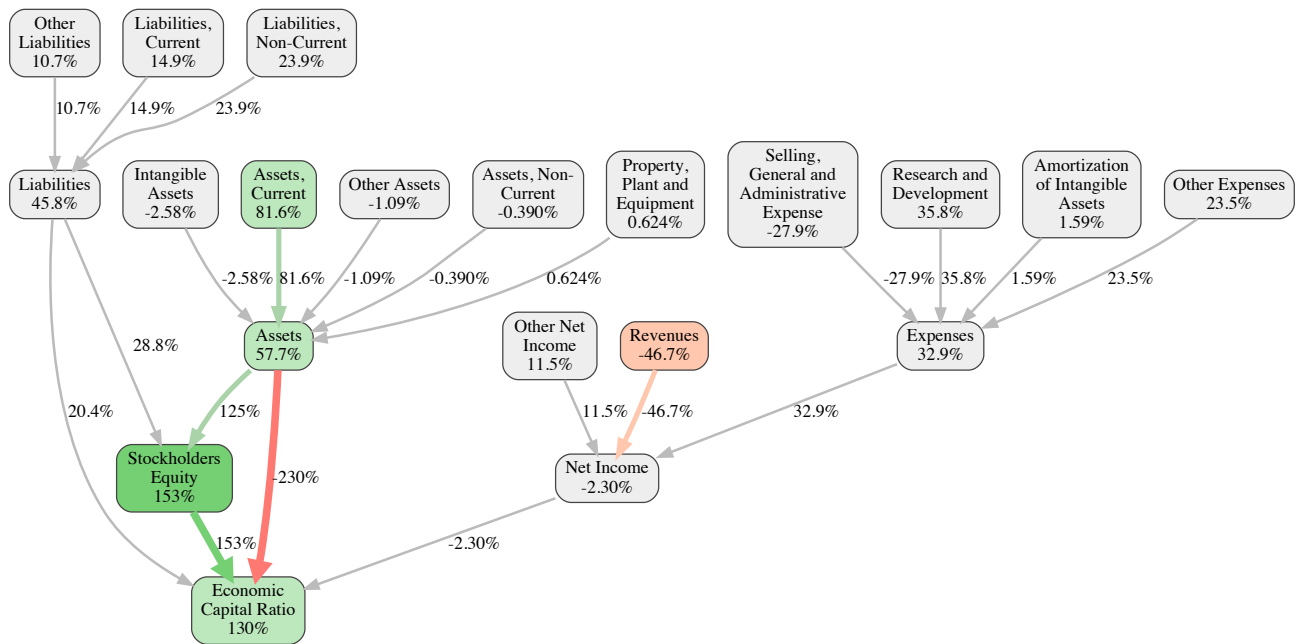 Other
Liabilities
10.7%
Liabilities,
Current
14.9%
Liabilities,
Non-Current
23.9%
10.7%
14.9%
23.9%
Liabilities
45.8%
Intangible
Assets
-2.58%
Assets,
Current
81.6%
Other Assets
-1.09%
Assets, Non-
Current
-0.390%
Property,
Plant and
Equipment
0.624%
Selling,
General and
Administrative
Expense
-27.9%
Research and
Development
35.8%
Amortization
of Intangible
Assets
1.59%
Other Expenses
23.5%
-2.58%
81.6%
-1.09%
-0.390%
0.624%
-27.9%
35.8%
1.59%
23.5%
28.8%
Assets
57.7%
Other Net
Income
11.5%
Revenues
-46.7%
Expenses
32.9%
20.4%
125%
-230%
11.5%
-46.7%
32.9%
Stockholders
Equity
153%
Net Income
-2.30%
153%
-2.30%
Economic
Capital Ratio
130%